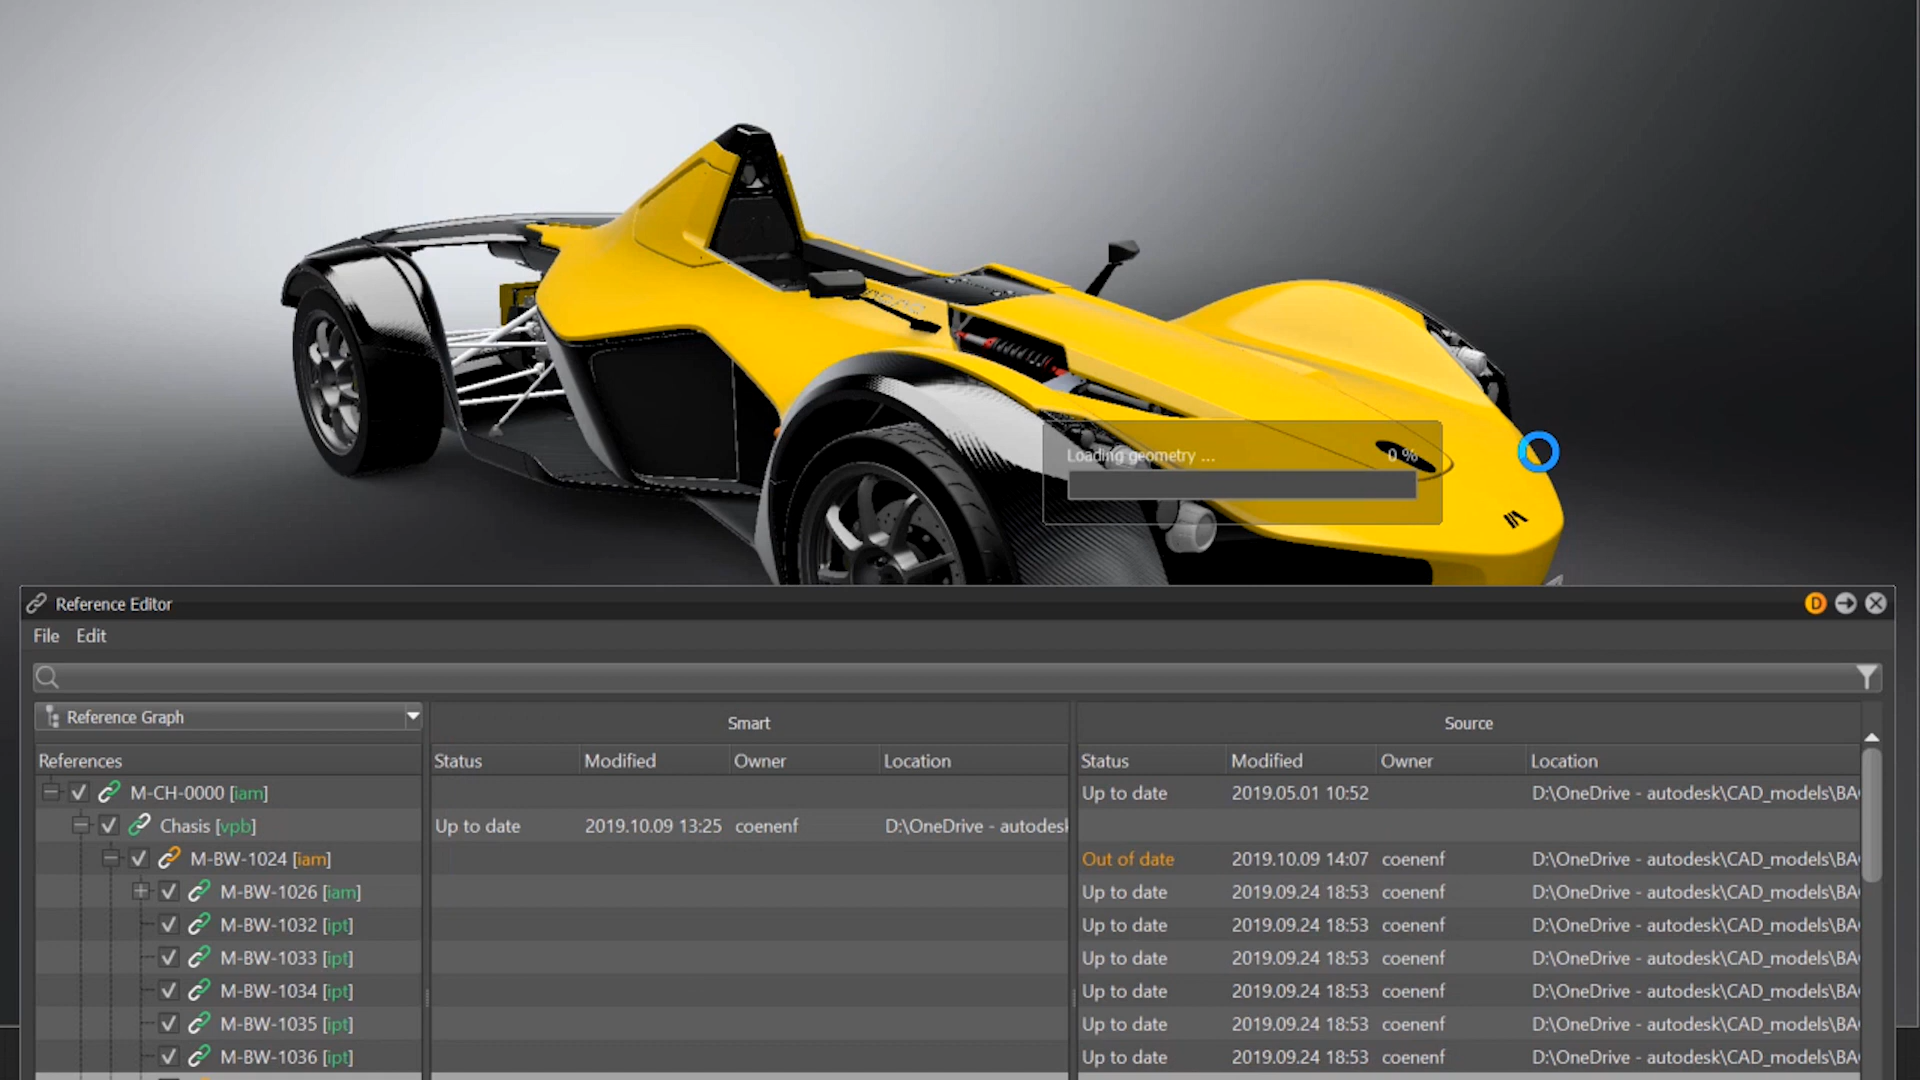 Loading geometry ... 0 %
Reference Editor D
File Edit
Reference Graph Smart Source
References Status Modified Owner Location Status Modified Owner Location
M-CH-0000 [iam] Up to date 2019.05.01 10:52 D:\OneDrive - autodesk\CAD_models\BA
Chasis [vpb] Up to date 2019.10.09 13:25 coenenf D:\OneDrive - autodesk
M-BW-1024 [iam] Out of date 2019.10.09 14:07 coenenf D:\OneDrive - autodesk\CAD_models\BA
M-BW-1026 [iam] Up to date 2019.09.24 18:53 coenenf D:\OneDrive - autodesk\CAD_models\BA
M-BW-1032 [ipt] Up to date 2019.09.24 18:53 coenenf D:\OneDrive - autodesk\CAD_models\BA
M-BW-1033 [ipt] Up to date 2019.09.24 18:53 coenenf D:\OneDrive - autodesk\CAD_models\BA
M-BW-1034 [ipt] Up to date 2019.09.24 18:53 coenenf D:\OneDrive - autodesk\CAD_models\BA
M-BW-1035 [ipt] Up to date 2019.09.24 18:53 coenenf D:\OneDrive - autodesk\CAD_models\BA
M-BW-1036 [ipt] Up to date 2019.09.24 18:53 coenenf D:\OneDrive - autodesk\CAD_models\BA